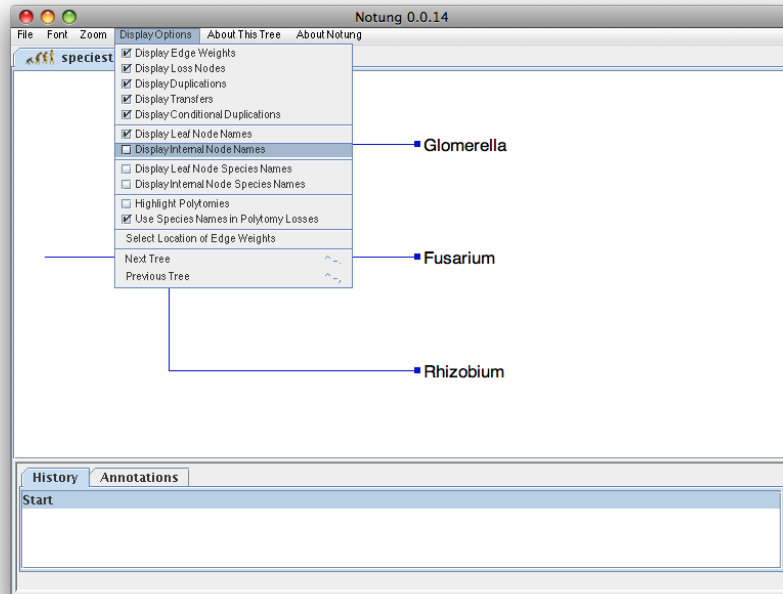 Notung 0.0.14
File Font Zoom Display Options About This Tree About Notung
speciest
Display Edge Weights
Display Loss Nodes
Display Duplications
Display Transfers
Display Conditional Duplications
Display Leaf Node Names
Display Internal Node Names
Display Leaf Node Species Names
Display Internal Node Species Names
Highlight Polytomies
Use Species Names in Polytomy Losses
Select Location of Edge Weights
Next Tree ^-.
Previous Tree ^-,
Glomerella
Fusarium
Rhizobium
History Annotations
Start